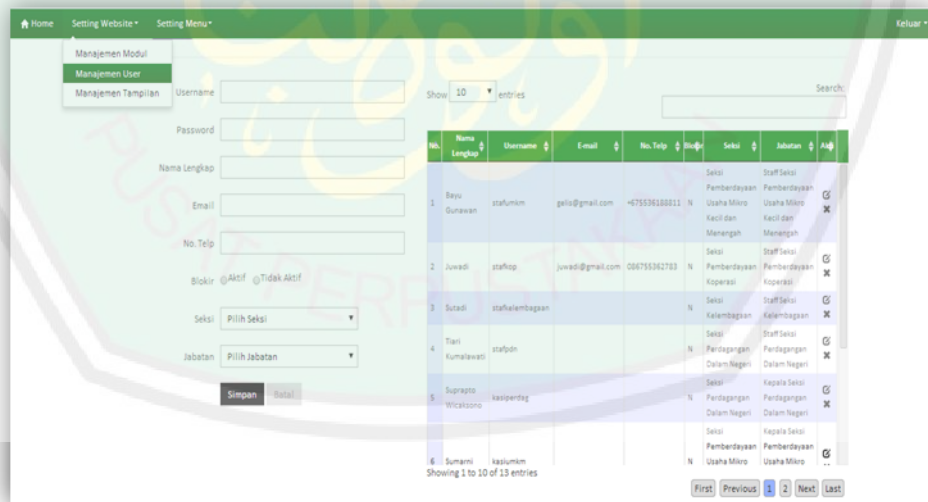 Home Setting Website Setting Menu Keluar
Manajemen Modul
Manajemen User
Manajemen Tampilan
Username
Password
Nama Lengkap
Email
No. Telp
Blokir Aktif Tidak Aktif
Seksi Pilih Seksi
Jabatan Pilih Jabatan
Simpan Batal
Show 10 entries
Search:
No. Nama Lengkap Username E-mail No. Telp Seksi Jabatan
1 Bayu Gunawan stafumkm gelis@gmail.com N Seksi Pemberdayaan Usaha Mikro Kecil dan Menengah Staff Seksi Pemberdayaan Usaha Mikro Kecil dan Menengah
2 Juwadi stafkop juwadi@gmail.com N Seksi Pemberdayaan Koperasi Staff Seksi Pemberdayaan Koperasi
3 Sutadi stafkelembagaan N Seksi Kelembagaan Staff Seksi Kelembagaan
4 Tiari Kumalawati stafpdn N Seksi Perdagangan Dalam Negeri Staff Seksi Perdagangan Dalam Negeri
5 Suprapto Wicaksono kasiperdag N Seksi Perdagangan Dalam Negeri Kepala Seksi Perdagangan Dalam Negeri
6 Sumarni kasiumkm N Seksi Pemberdayaan Usaha Mikro Kepala Seksi Pemberdayaan Usaha Mikro
Showing 1 to 10 of 13 entries
First Previous 1 2 Next Last
PUSAT PERPUSTAKAAN